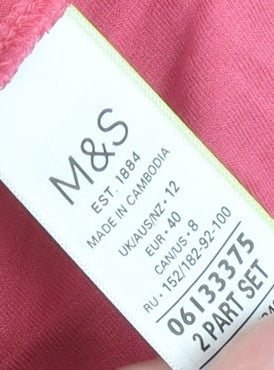 M&S
EST. 1884
MADE IN CAMBODIA
UK/AUS/NZ • 12
EUR • 40
CAN/US • 8
RU • 152/182-92-100
06133375
2 PART SET